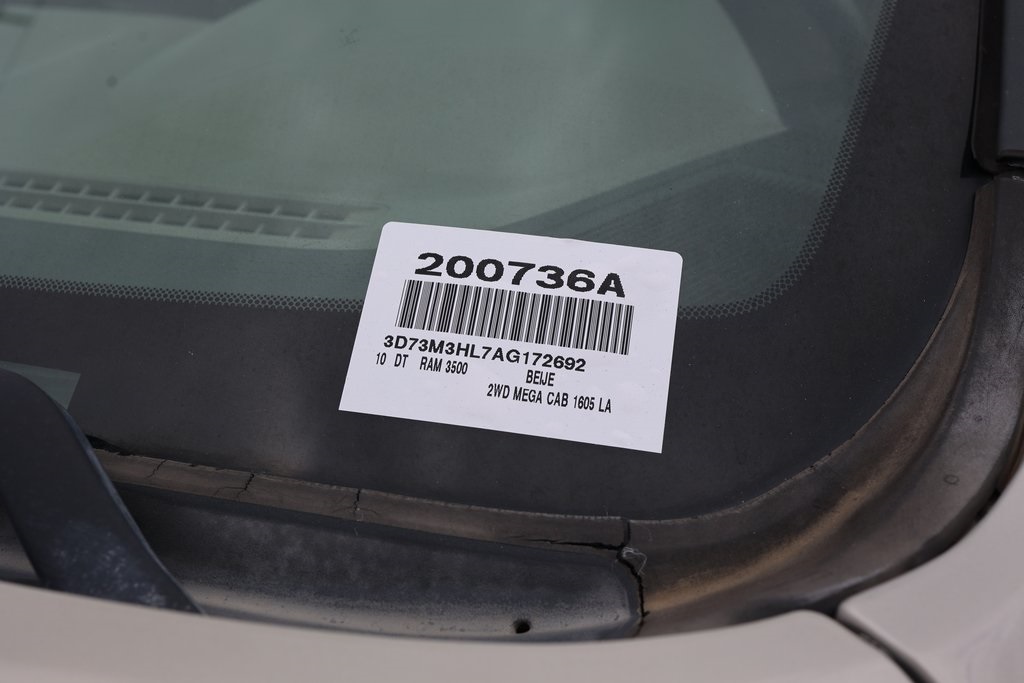 200736A
3D73M3HL7AG172692
10 DT RAM 3500
BEIJE
2WD MEGA CAB 1605 LA